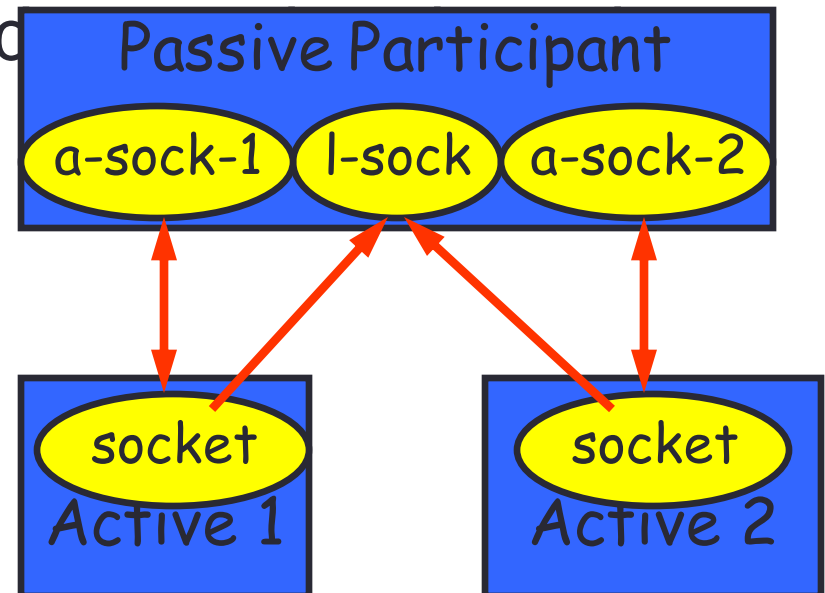 Passive Participant
a-sock-1 l-sock a-sock-2
socket socket
Active 1 Active 2